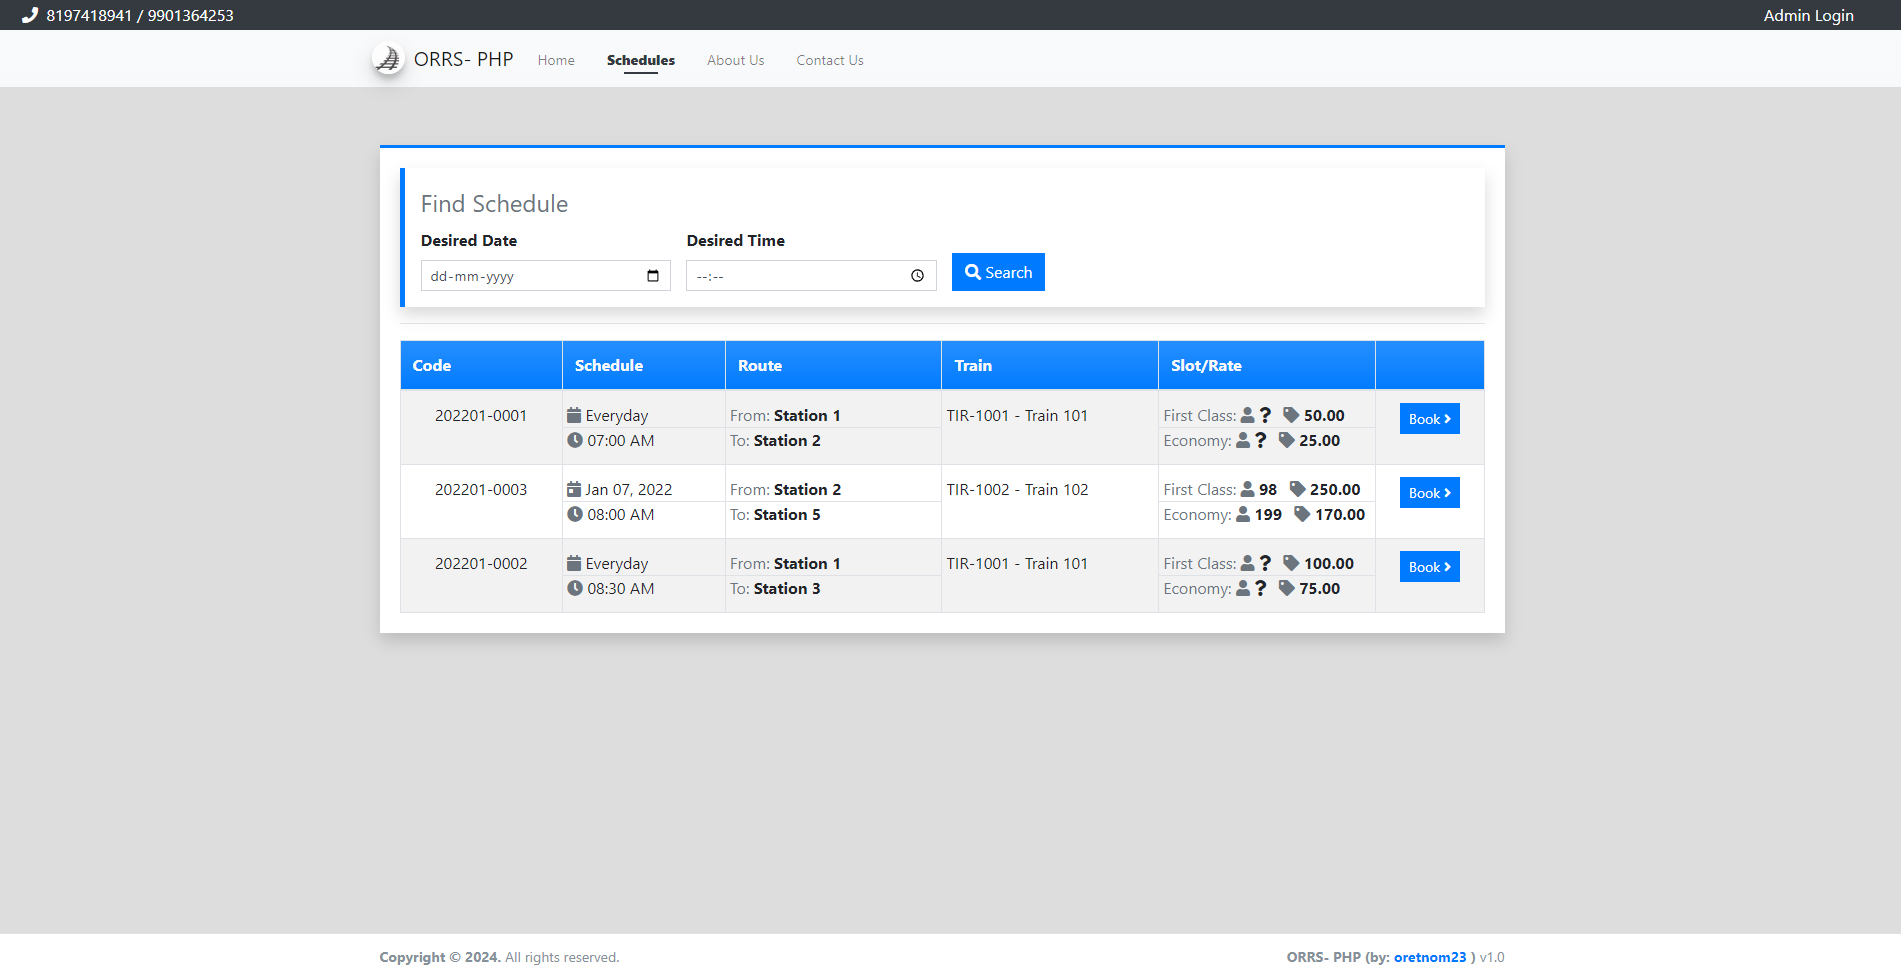 8197418941 / 9901364253
Admin Login
ORRS- PHP
Home
Schedules
About Us
Contact Us
Find Schedule
Desired Date
Desired Time
dd-mm-yyyy
--:--
Search
Code
Schedule
Route
Train
Slot/Rate
202201-0001
Everyday
07:00 AM
From: Station 1
To: Station 2
TIR-1001 - Train 101
First Class: ? 50.00
Economy: ? 25.00
Book
202201-0003
Jan 07, 2022
08:00 AM
From: Station 2
To: Station 5
TIR-1002 - Train 102
First Class: 98 250.00
Economy: 199 170.00
Book
202201-0002
Everyday
08:30 AM
From: Station 1
To: Station 3
TIR-1001 - Train 101
First Class: ? 100.00
Economy: ? 75.00
Book
Copyright © 2024. All rights reserved.
ORRS- PHP (by: oretnom23 ) v1.0